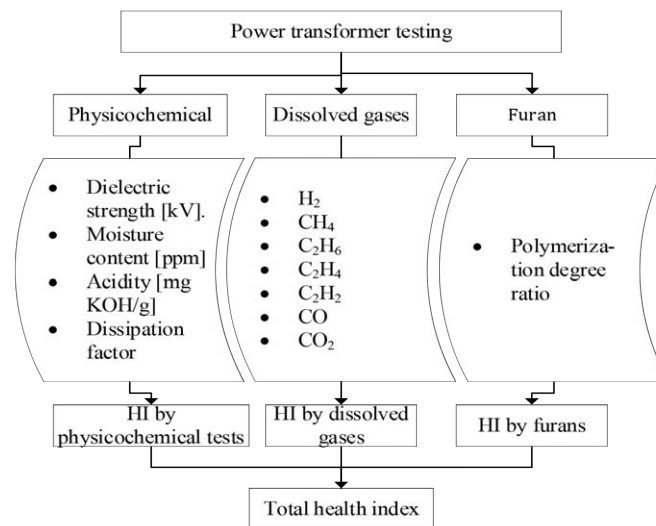 Power transformer testing
Physicochemical
Dissolved gases
Furan
• Dielectric
strength [kV].
• Moisture
content [ppm]
• Acidity [mg
KOH/g]
• Dissipation
factor
• H₂
• CH₄
• C₂H₆
• C₂H₄
• C₂H₂
• CO
• CO₂
• Polymeriza-
tion degree
ratio
HI by
physicochemical tests
HI by dissolved
gases
HI by furans
Total health index